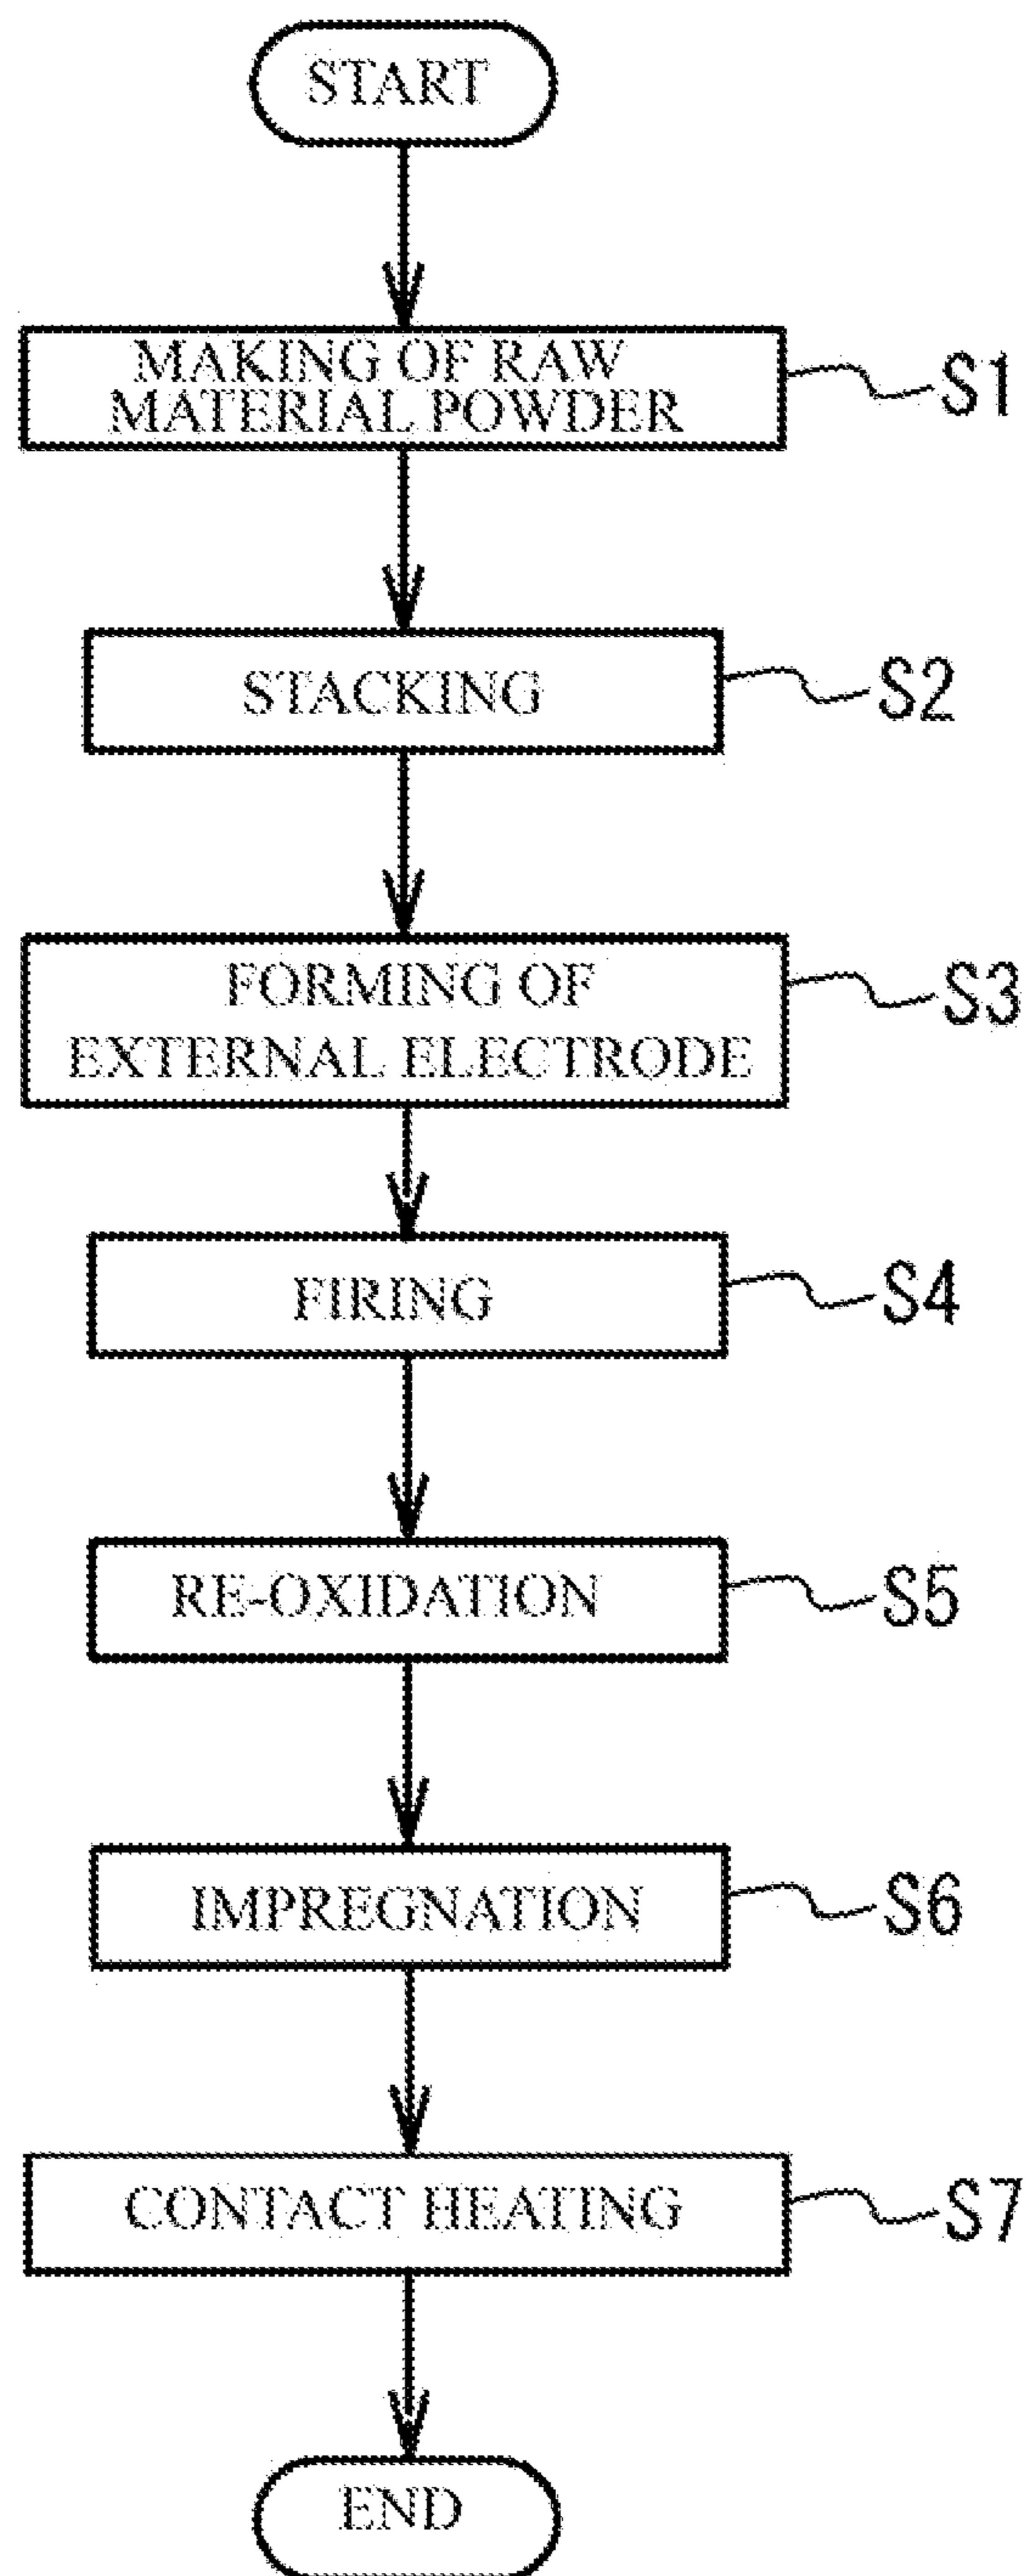 START
MAKING OF RAW
MATERIAL POWDER
S1
STACKING
S2
FORMING OF
EXTERNAL ELECTRODE
S3
FIRING
S4
RE-OXIDATION
S5
IMPREGNATION
S6
CONTACT HEATING
S7
END